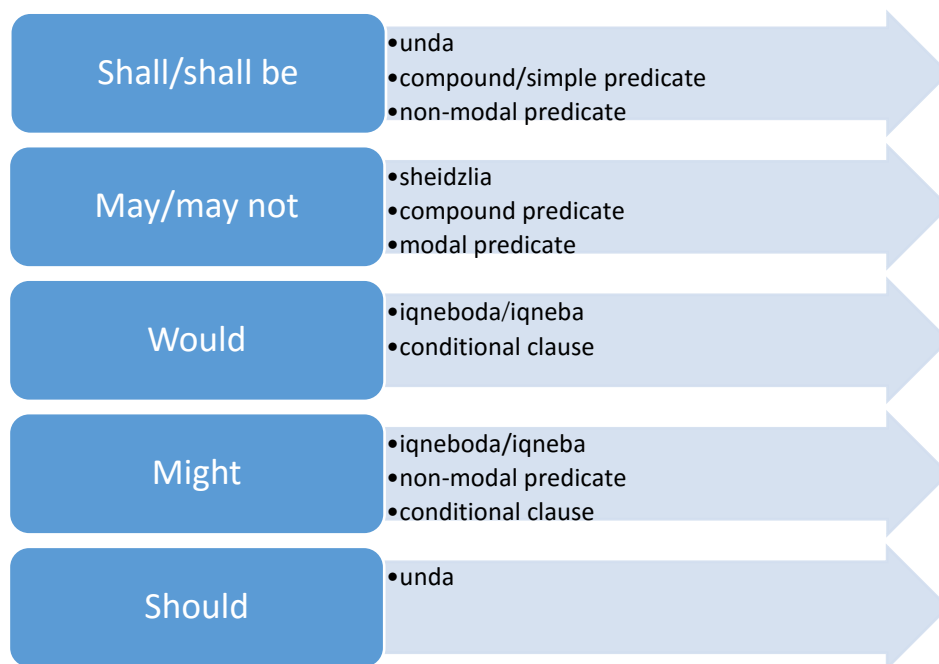 Shall/shall be
•unda
•compound/simple predicate
•non-modal predicate
May/may not
•sheidzlia
•compound predicate
•modal predicate
Would
•iqneboda/iqneba
•conditional clause
Might
•iqneboda/iqneba
•non-modal predicate
•conditional clause
Should
•unda